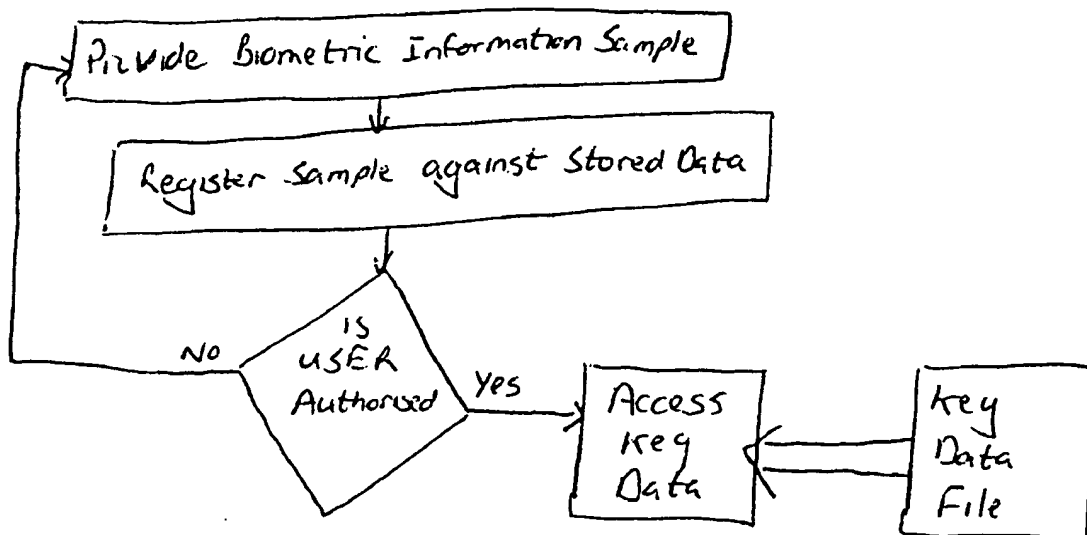 Provide Biometric Information Sample
Register Sample against Stored Data
Is
USER
Authorised
No
Yes
Access
Key
Data
Key
Data
File